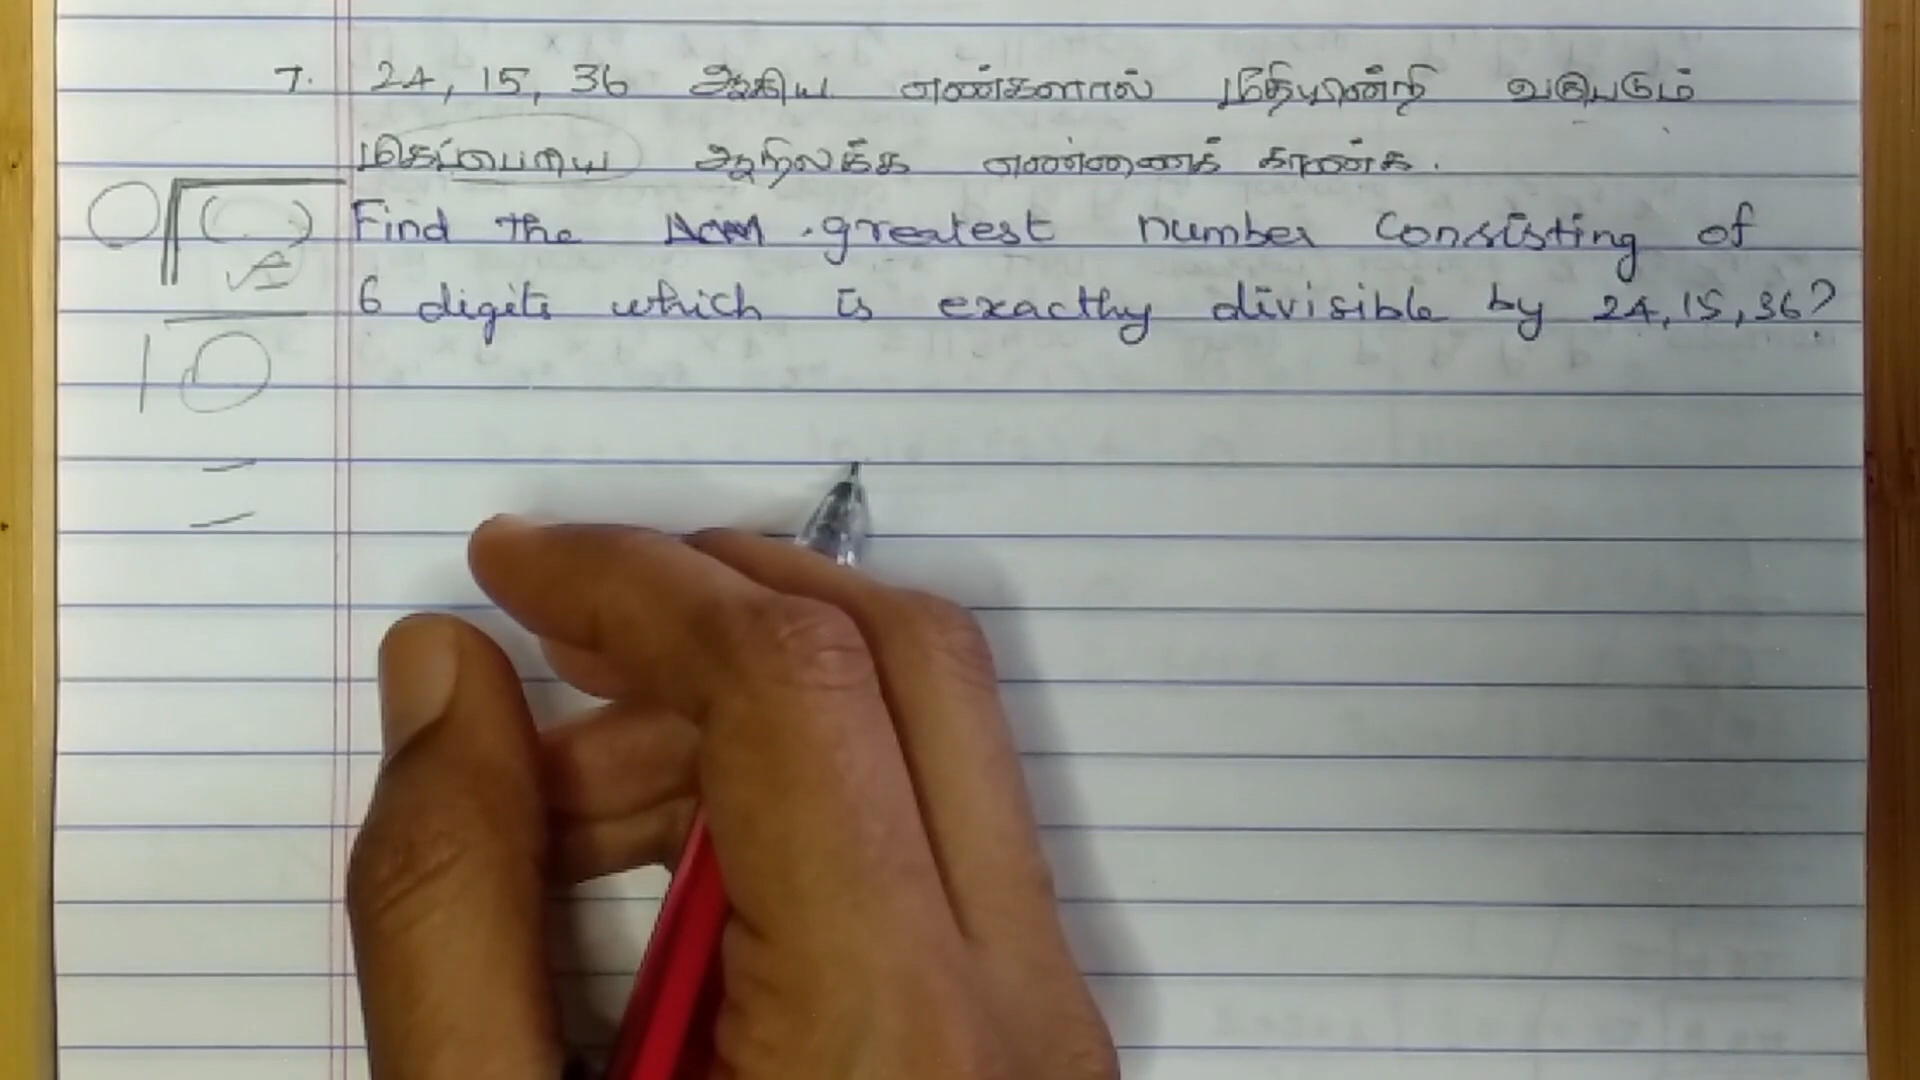 7. 24, 15, 36 ஆகிய எண்களால் மீதியின்றி வகுபடும்
மிகப்பெரிய ஆறிலக்க எண்ணைக் காண்க.
Find the greatest number consisting of
6 digits which is exactly divisible by 24, 15, 36?